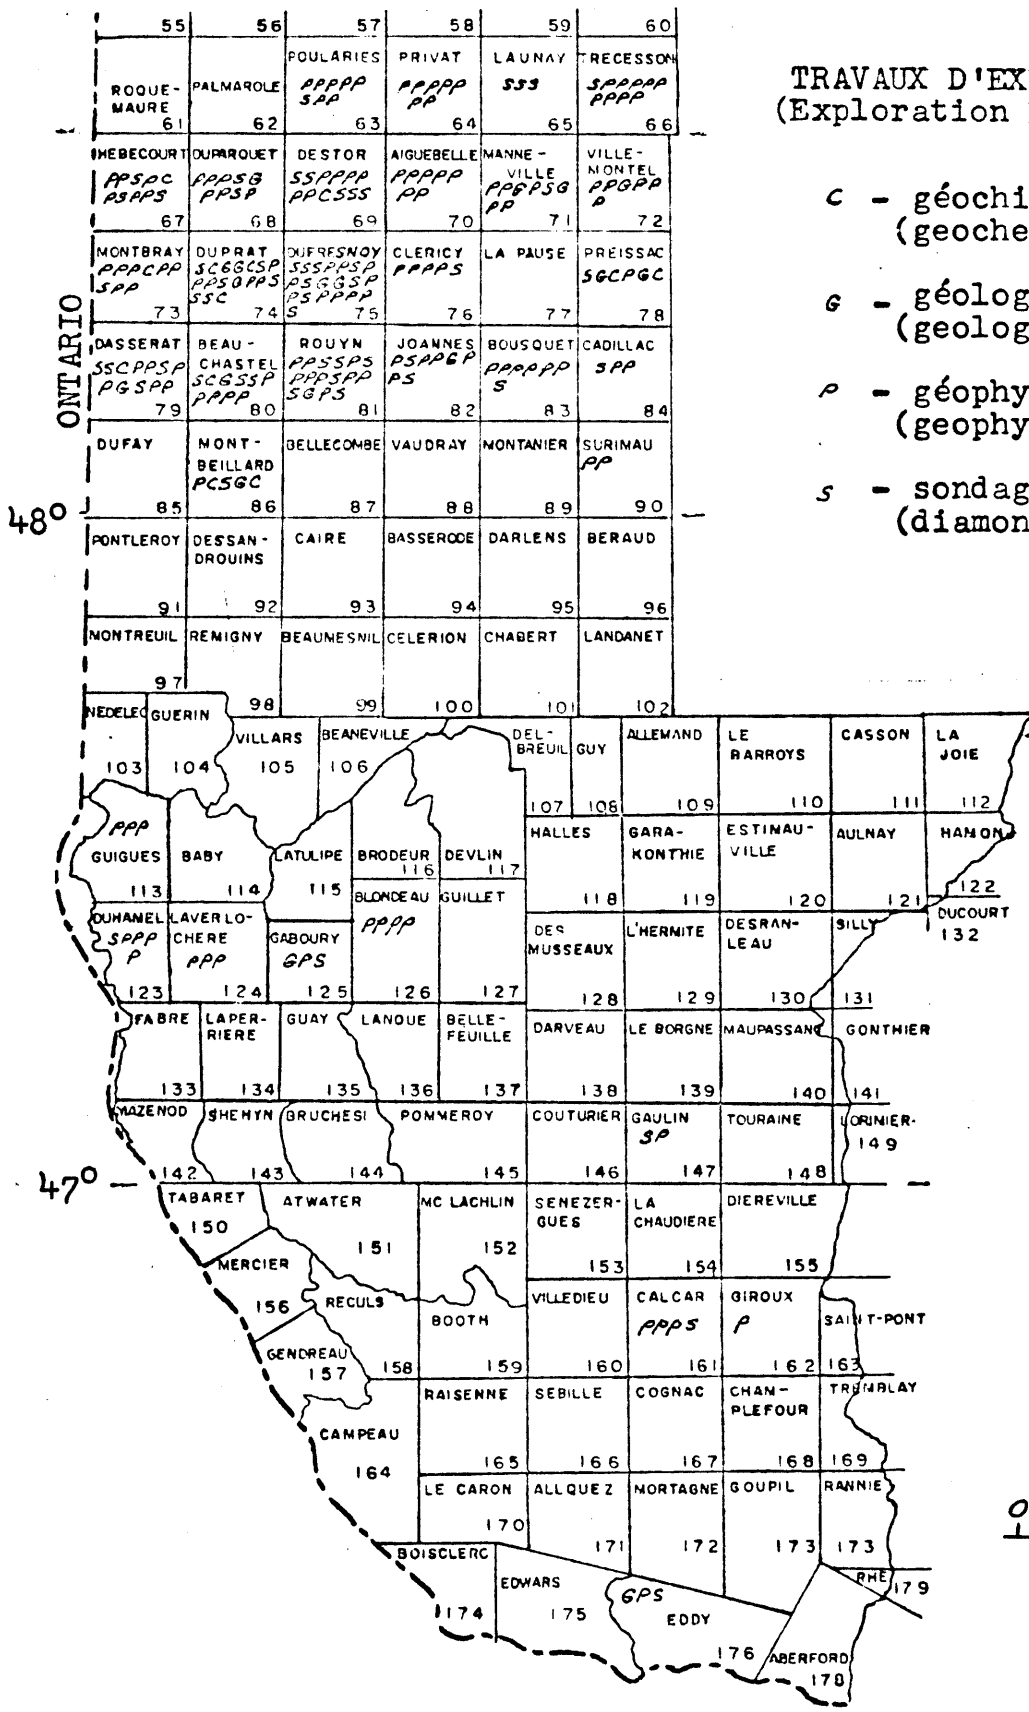 55 56 57 58 59 60
POULARIES PRIVAT LAUNAY TRECESSON
ROQUE- PALMAROLE PPPPP PPPPP SSS SPPPPP
MAURE SPP PP PPPP
61 62 63 64 65 66
HEBECOURT DUPARQUET DESTOR AIGUEBELLE MANNE- VILLE-
VILLE MONTEL
PPSPC PPPSG SSPPPP PPPPP PPGPSG PPGPP
PSPPS PPSP PPCSSS PP PP P
67 68 69 70 71 72
MONTBRAY DUPRAT DUFRESNOY CLERICY LA PAUSE PREISSAC
PPPCPP SCGGCSP SSSPPSP PPPPS SGCPGC
SPP PPSGPPS PSGGSP
SSC PSPPPP
S
73 74 75 76 77 78
DASSERAT BEAU- ROUYN JOANNES BOUSQUET CADILLAC
CHASTEL
SSCPPSP SCGSSP PPSSPS PSPPGP PPPPPP SPP
PGSPP PPPP PPPSPP PS S
SGPS
79 80 81 82 83 84
DUFAY MONT- BELLECOMBE VAUDRAY MONTANIER SURIMAU
BEILLARD PP
PCSGC
85 86 87 88 89 90
48°
PONTLEROY DESSAN- CAIRE BASSERODE DARLENS BERAUD
DROUINS
91 92 93 94 95 96
MONTREUIL REMIGNY BEAUMESNIL CELERION CHABERT LANDANET
97 98 99 100 101 102
ONTARIO
TRAVAUX D'EX
(Exploration
C - géochi
(geoche
G - géolog
(geolog
P - géophy
(geophy
S - sondag
(diamon
NEDELEC GUERIN VILLARS BEANEVILLE DEL- GUY ALLEMAND LE CASSON LA
BREUIL BARROYS JOIE
103 104 105 106 107 108 109 110 111 112
PPP
GUIGUES BABY LATULIPE BRODEUR DEVLIN HALLES GARA- ESTIMAU- AULNAY HAMON
KONTHIE VILLE
113 114 115 116 117 118 119 120 121 122
DUHAMEL LAVERLO- GABOURY BLONDEAU GUILLET DES L'HERMITE DESRAN- SILLY DUCOURT
CHERE MUSSEAUX LEAU 132
SPPP PPP GPS PPPP
P
123 124 125 126 127 128 129 130 131
FABRE LAPER- GUAY LANOUE BELLE- DARVEAU LE BORGNE MAUPASSANT GONTHIER
RIERE FEUILLE
133 134 135 136 137 138 139 140 141
MAZENOD SHEHYN BRUCHESI POMMEROY COUTURIER GAULIN TOURAINE LORINIER-
SP 149
142 143 144 145 146 147 148
47°
TABARET ATWATER MC LACHLIN SENEZER- LA DIEREVILLE
GUES CHAUDIERE
150 151 152 153 154 155
MERCIER RECULS BOOTH VILLEDIEU CALCAR GIROUX SAINT-PONT
PPPS P
156 158 159 160 161 162 163
GENDREAU
157
CAMPEAU RAISENNE SEBILLE COGNAC CHAN- TREMBLAY
PLEFOUR
164 165 166 167 168 169
LE CARON ALLQUEZ MORTAGNE GOUPIL RANNIE
170 171 172 173 173
BOISCLERC EDWARS GPS EDDY ABERFORD RHE
174 175 176 178 179